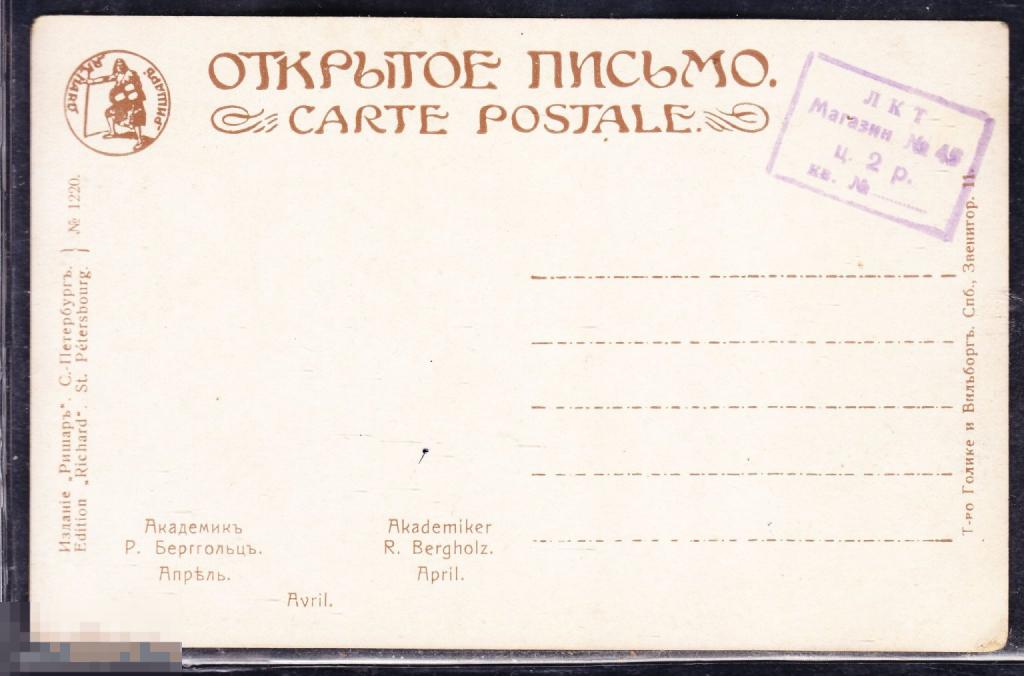 ОТКРЫТОЕ ПИСЬМО.
CARTE POSTALE.
"РИШАРЪ"
ЛКТ
Магазин № 45
ц. 2 р.
кв. №
Изданіе „Ришаръ". С.-Петербургъ. } № 1220.
Edition „Richard". St. Pétersbourg.
Академикъ
Р. Берггольцъ.
Апрѣль.
Akademiker
R. Bergholz.
April.
Avril.
Т-ро Голике и Вильборгъ. Спб., Звенигор. 11.